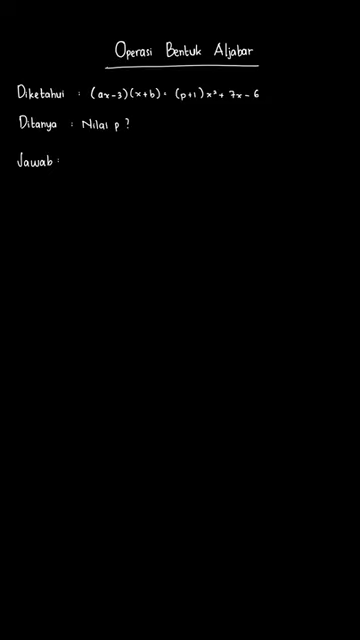 Operasi Bentuk Aljabar
Diketahui : (ax-3)(x+b) = (p+1)x² + 7x - 6
Ditanya : Nilai p ?
Jawab :